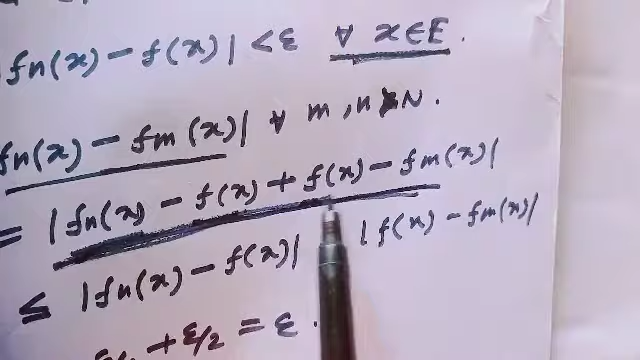 |fn(x) - f(x)| < ε ∀ x ∈ E.
fn(x) - fm(x)| ∀ m, n N.
= |fn(x) - f(x) + f(x) - fm(x)|
≤ |fn(x) - f(x)| |f(x) - fm(x)|
+ ε/2 = ε.